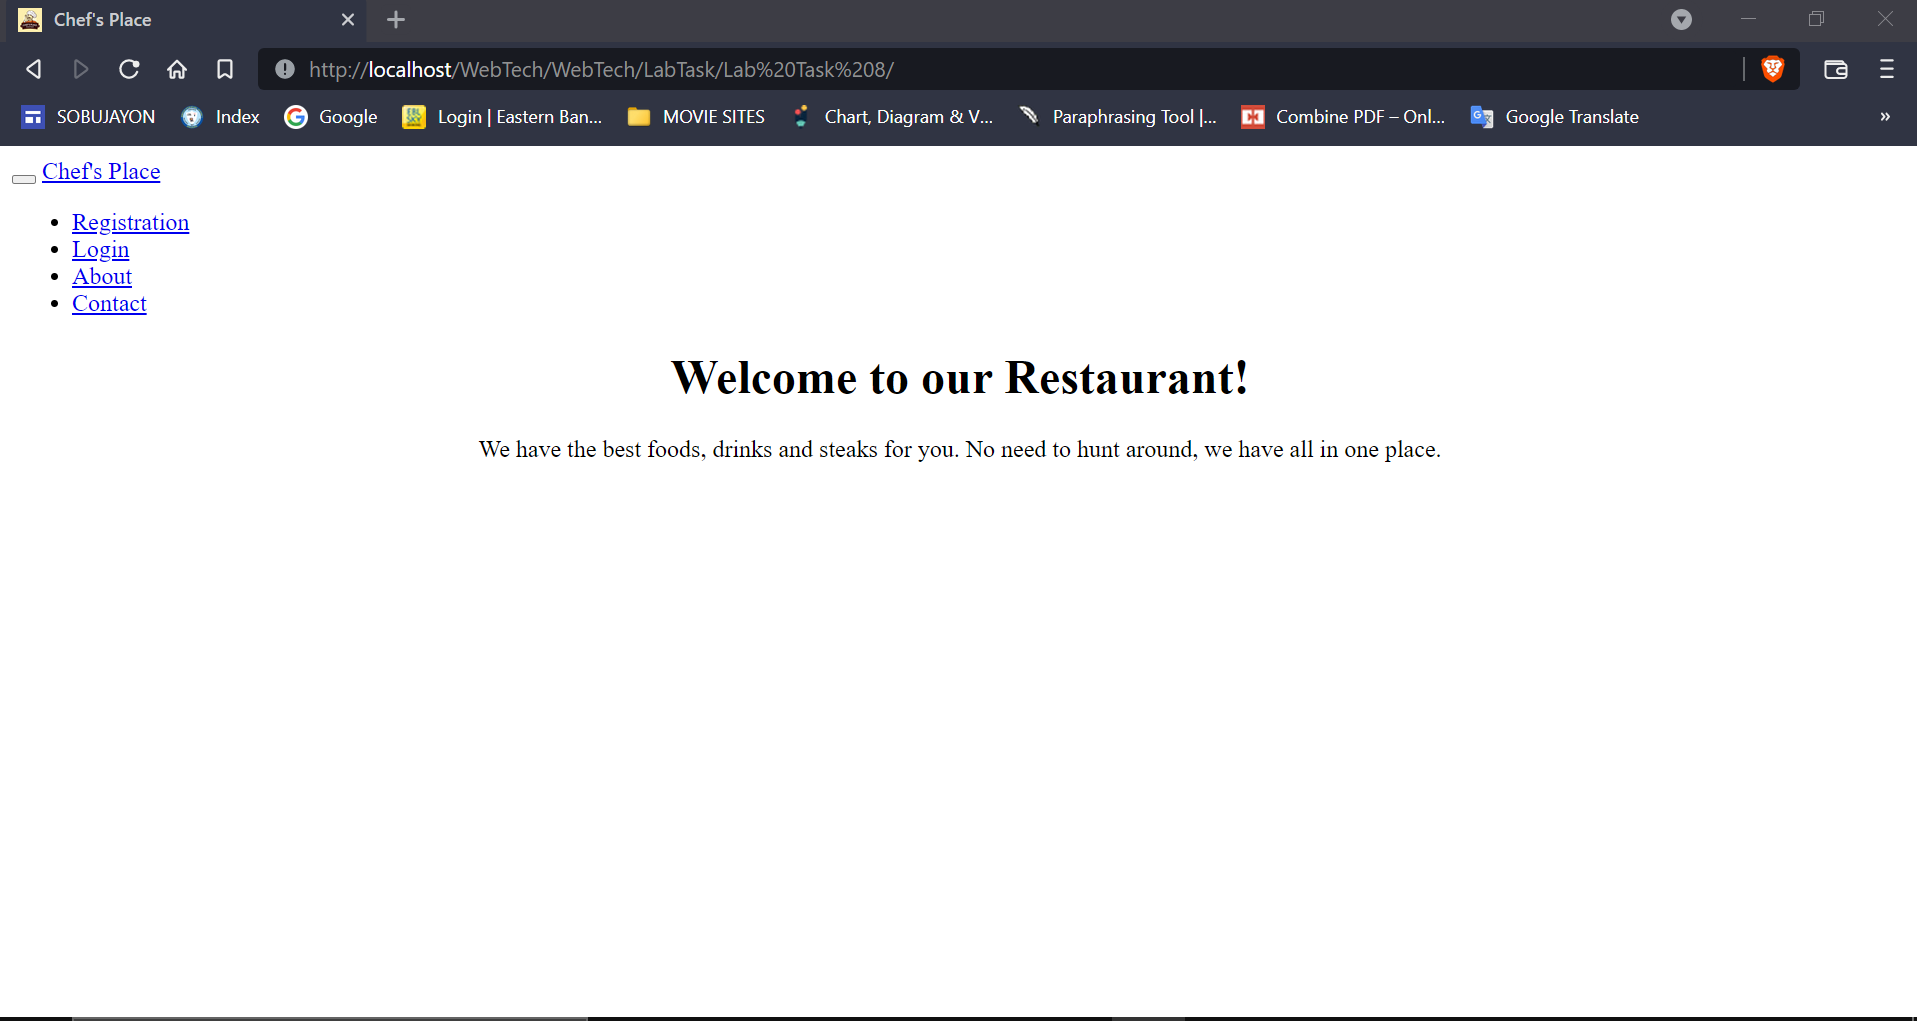 Chef's Place
http://localhost/WebTech/WebTech/LabTask/Lab%20Task%208/
SOBUJAYON Index Google Login | Eastern Ban... MOVIE SITES Chart, Diagram & V... Paraphrasing Tool |... Combine PDF – Onl... Google Translate »
Chef's Place
Registration
Login
About
Contact
Welcome to our Restaurant!
We have the best foods, drinks and steaks for you. No need to hunt around, we have all in one place.